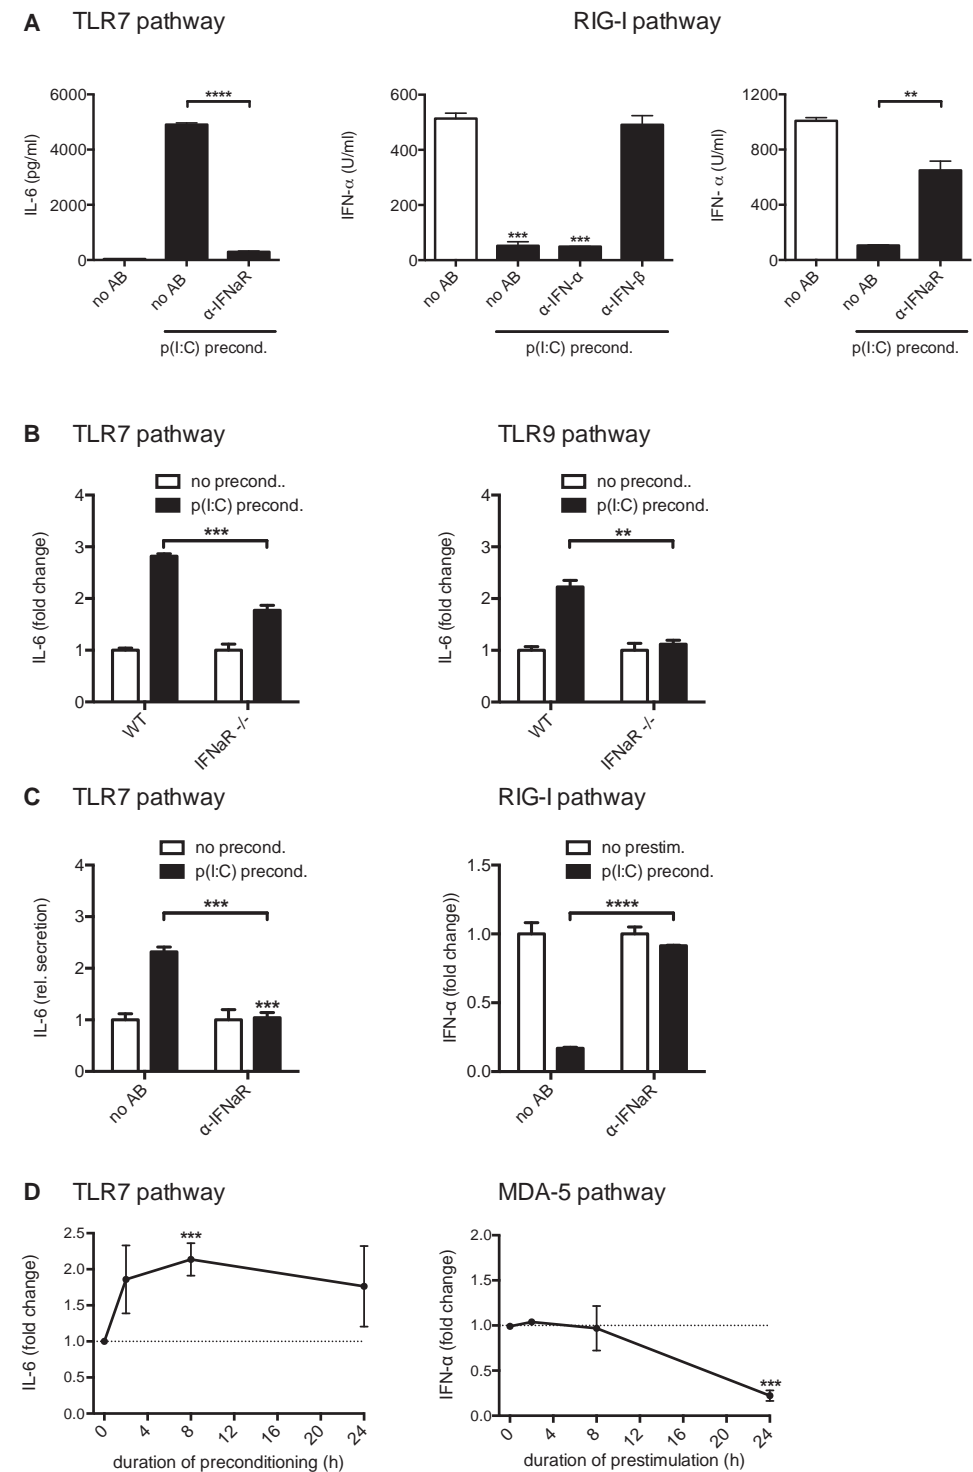 A TLR7 pathway RIG-I pathway
6000
4000
2000
0
IL-6 (pg/ml)
****
no AB
no AB
α-IFNaR
p(I:C) precond.
600
400
200
0
IFN-α (U/ml)
***
***
no AB
no AB
α-IFN-α
α-IFN-β
p(I:C) precond.
1200
800
400
0
IFN- α (U/ml)
**
no AB
no AB
α-IFNaR
p(I:C) precond.
B TLR7 pathway TLR9 pathway
no precond..
p(I:C) precond.
4
3
2
1
0
IL-6 (fold change)
***
WT
IFNaR -/-
no precond..
p(I:C) precond.
4
3
2
1
0
IL-6 (fold change)
**
WT
IFNaR -/-
C TLR7 pathway RIG-I pathway
no precond.
p(I:C) precond.
4
3
2
1
0
IL-6 (rel. secretion)
***
***
no AB
α-IFNaR
no prestim.
p(I:C) precond.
1.5
1.0
0.5
0.0
IFN-α (fold change))
****
no AB
α-IFNaR
D TLR7 pathway MDA-5 pathway
2.5
2.0
1.5
1.0
0.5
0.0
IL-6 (fold change)
***
0 4 8 12 16 20 24
duration of preconditioning (h)
2.0
1.5
1.0
0.5
0.0
IFN-α (fold change)
***
0 4 8 12 16 20 24
duration of prestimulation (h)